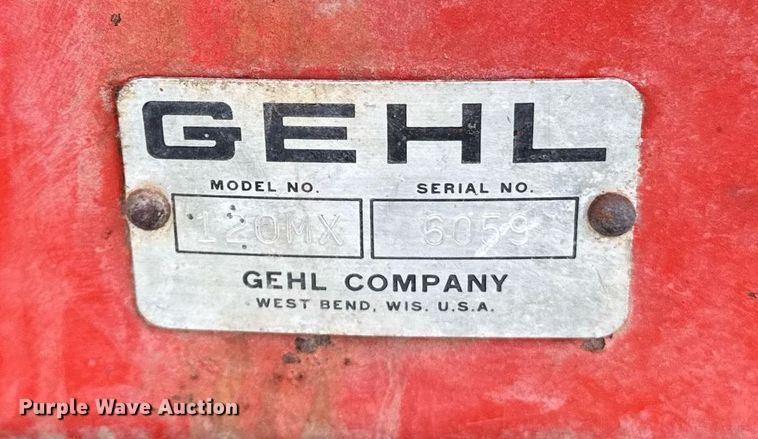 GEHL
MODEL NO. SERIAL NO.
120MX 6059
GEHL COMPANY
WEST BEND, WIS. U.S.A.
Purple Wave Auction